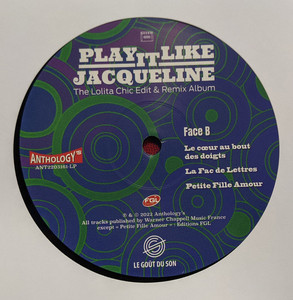 PLAY IT LIKE
JACQUELINE
The Lolita Chic Edit & Remix Album
Face B
Le cœur au bout
des doigts
La Fac de Lettres
Petite Fille Amour
ANTHOLOGY'S
FGL
℗ & © 2022 Anthology's
All tracks published by Warner Chappell Music France
except « Petite Fille Amour » : Editions FGL
LE GOÛT DU SON